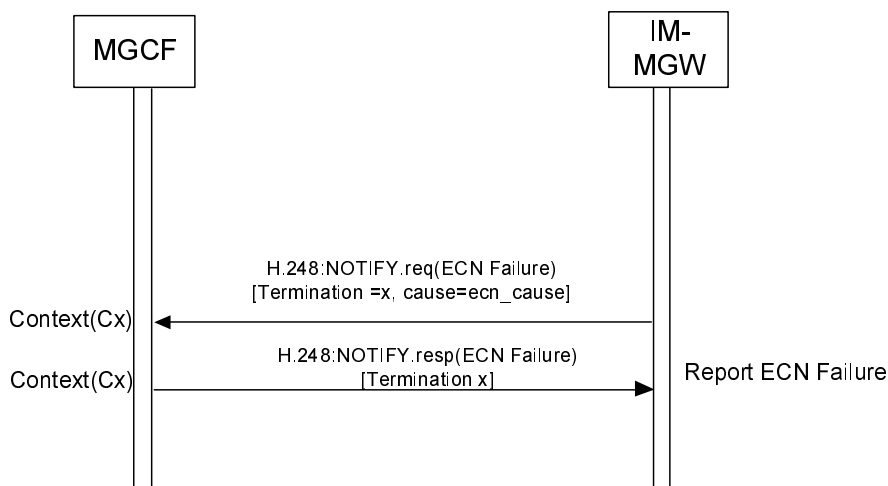 MGCF
IM-
MGW
H.248:NOTIFY.req(ECN Failure)
[Termination =x, cause=ecn_cause]
Context(Cx)
H.248:NOTIFY.resp(ECN Failure)
[Termination x]
Context(Cx)
Report ECN Failure